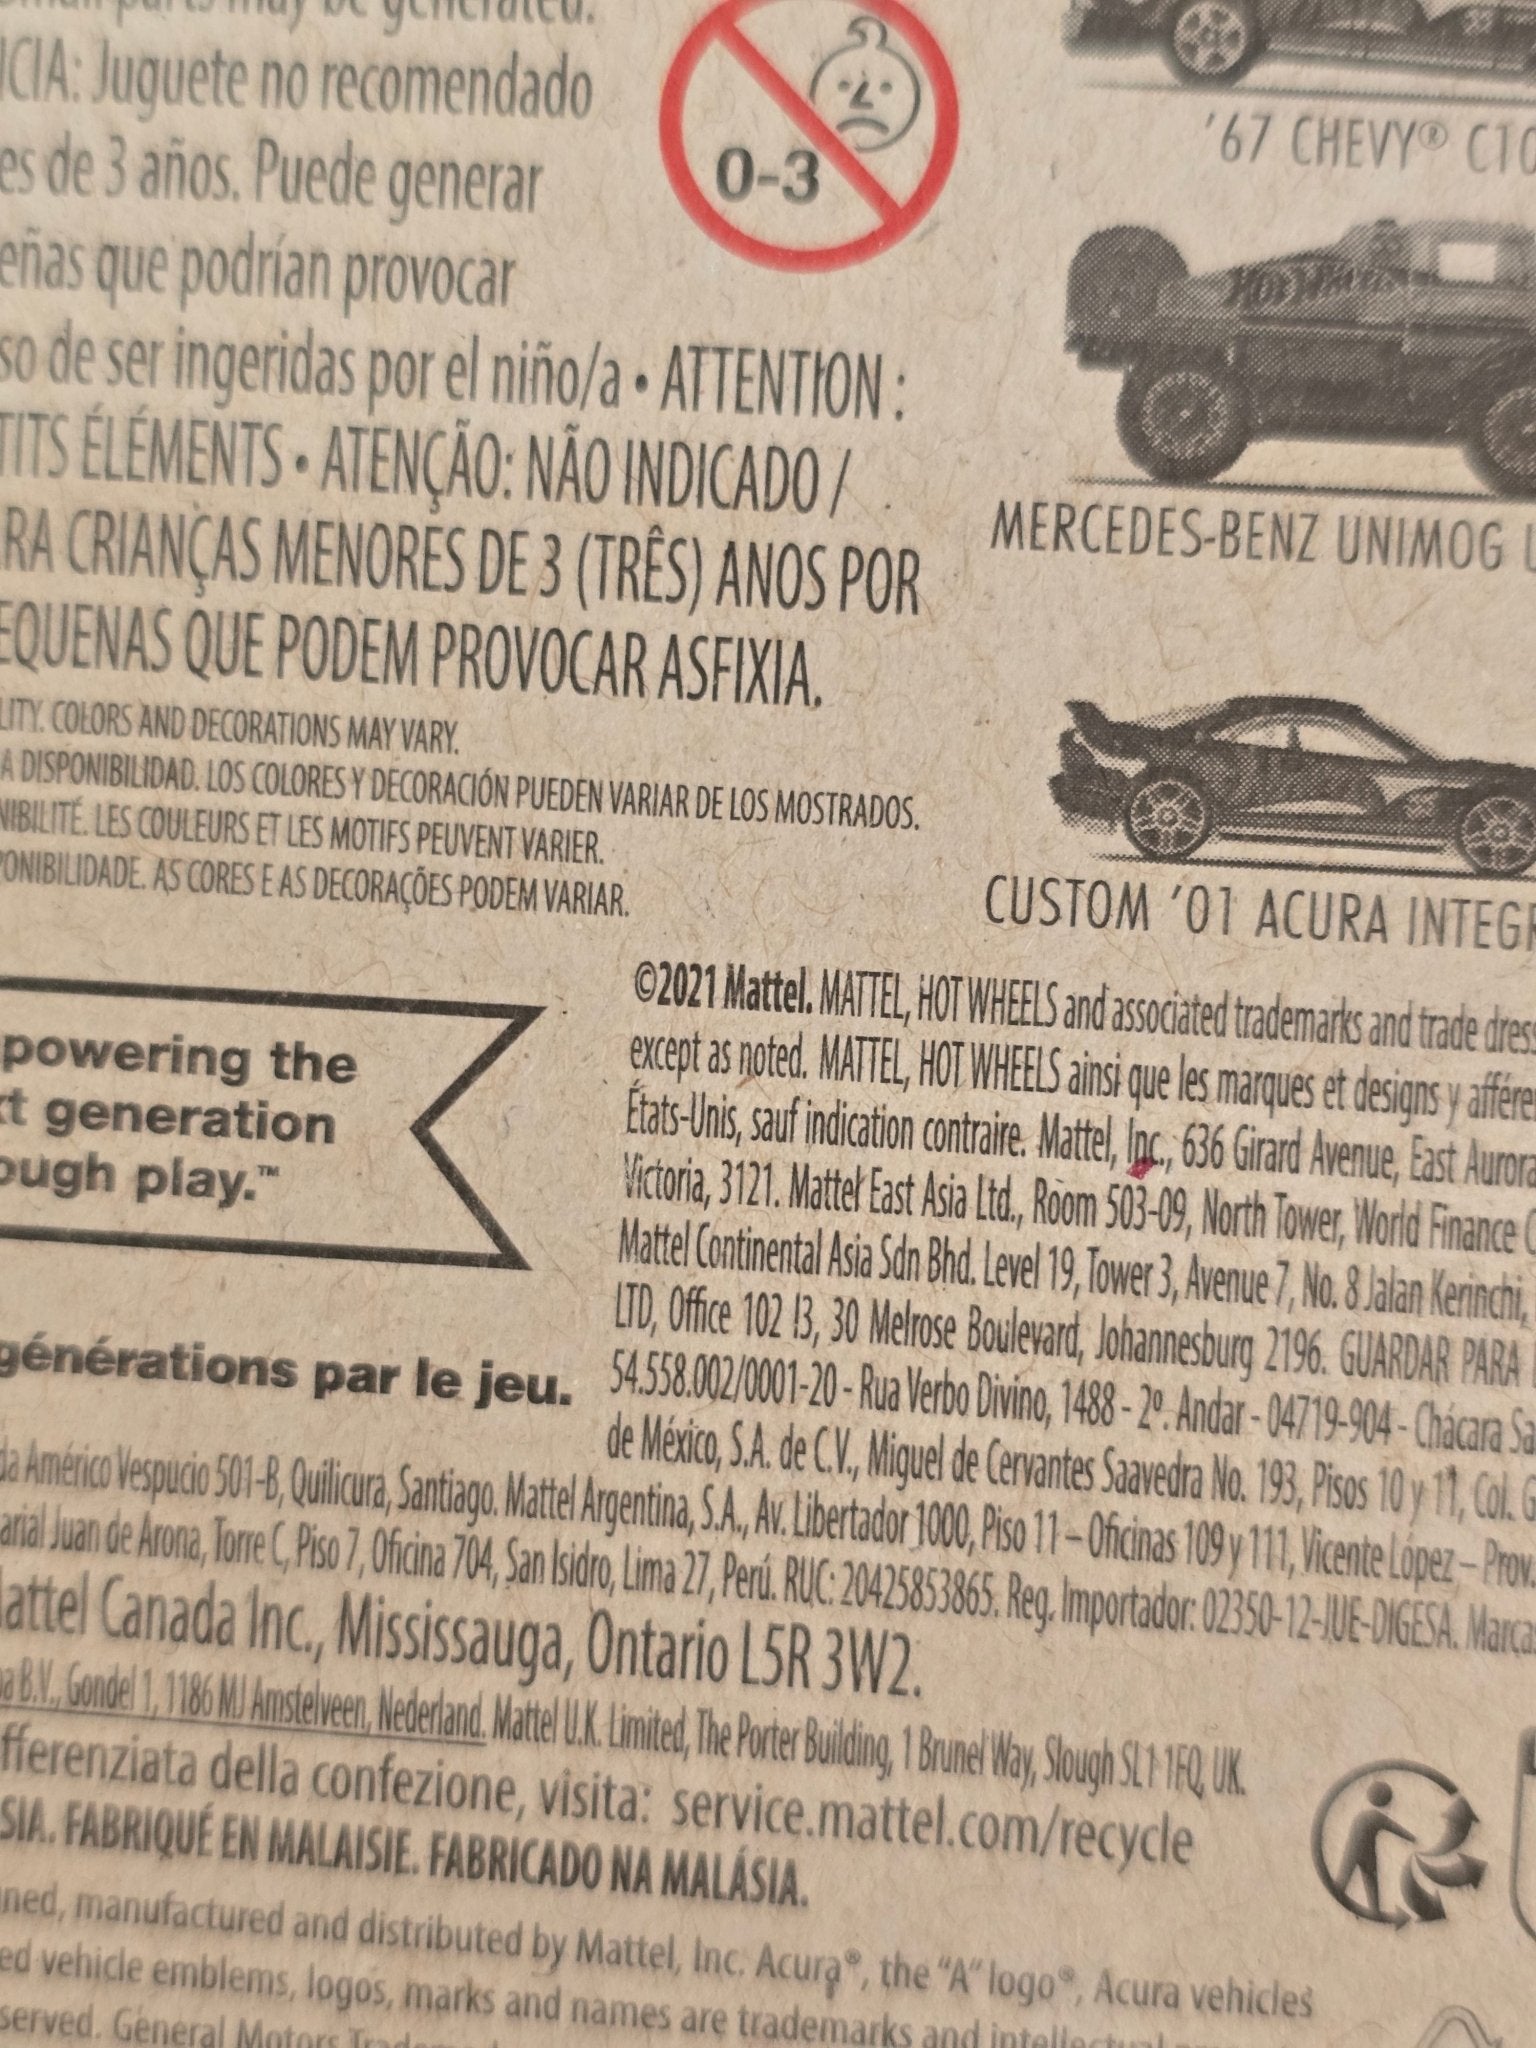 small parts may be generated.
CIA: Juguete no recomendado
es de 3 años. Puede generar
eñas que podrían provocar
so de ser ingeridas por el niño/a • ATTENTION :
TITS ÉLÉMENTS • ATENÇÃO: NÃO INDICADO /
RA CRIANÇAS MENORES DE 3 (TRÊS) ANOS POR
EQUENAS QUE PODEM PROVOCAR ASFIXIA.
LITY. COLORS AND DECORATIONS MAY VARY.
A DISPONIBILIDAD. LOS COLORES Y DECORACIÓN PUEDEN VARIAR DE LOS MOSTRADOS.
NIBILITÉ. LES COULEURS ET LES MOTIFS PEUVENT VARIER.
PONIBILIDADE. AS CORES E AS DECORAÇÕES PODEM VARIAR.
0-3
'67 CHEVY® C10
HOT WHEELS
MERCEDES-BENZ UNIMOG U
CUSTOM '01 ACURA INTEGR
powering the
xt generation
ough play.™
générations par le jeu.
©2021 Mattel. MATTEL, HOT WHEELS and associated trademarks and trade dress
except as noted. MATTEL, HOT WHEELS ainsi que les marques et designs y afféren
États-Unis, sauf indication contraire. Mattel, Inc., 636 Girard Avenue, East Aurora
Victoria, 3121. Mattel East Asia Ltd., Room 503-09, North Tower, World Finance C
Mattel Continental Asia Sdn Bhd. Level 19, Tower 3, Avenue 7, No. 8 Jalan Kerinchi,
LTD, Office 102 I3, 30 Melrose Boulevard, Johannesburg 2196. GUARDAR PARA
54.558.002/0001-20 - Rua Verbo Divino, 1488 - 2º. Andar - 04719-904 - Chácara Sa
de México, S.A. de C.V., Miguel de Cervantes Saavedra No. 193, Pisos 10 y 11, Col. G
da Américo Vespucio 501-B, Quilicura, Santiago. Mattel Argentina, S.A., Av. Libertador 1000, Piso 11 – Oficinas 109 y 111, Vicente López – Prov.
arial Juan de Arona, Torre C, Piso 7, Oficina 704, San Isidro, Lima 27, Perú. RUC: 20425853865. Reg. Importador: 02350-12-JUE-DIGESA. Marcas
Mattel Canada Inc., Mississauga, Ontario L5R 3W2.
pa B.V., Gondel 1, 1186 MJ Amstelveen, Nederland. Mattel U.K. Limited, The Porter Building, 1 Brunel Way, Slough SL1 1FQ, UK.
fferenziata della confezione, visita: service.mattel.com/recycle
SIA. FABRIQUÉ EN MALAISIE. FABRICADO NA MALÁSIA.
ned, manufactured and distributed by Mattel, Inc. Acura®, the "A" logo®, Acura vehicles
ed vehicle emblems, logos, marks and names are trademarks and intellectual
served. General Motors